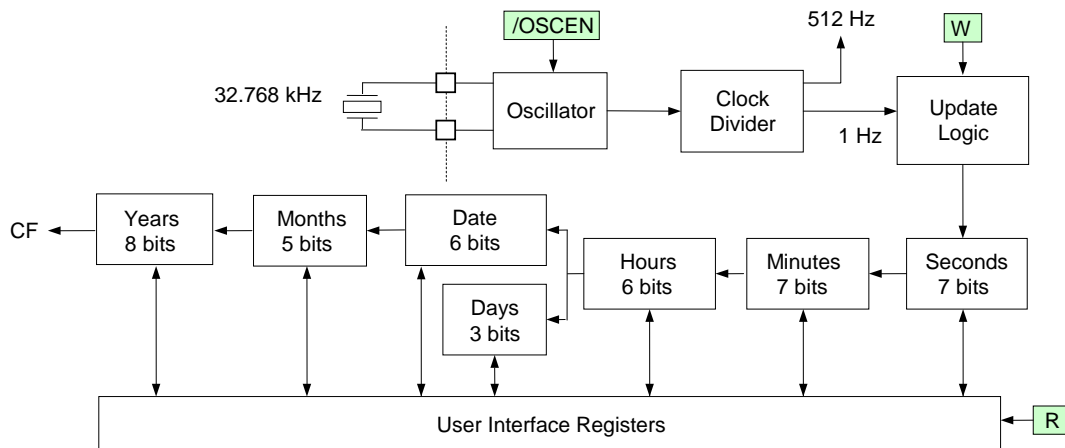 /OSCEN
512 Hz
W
32.768 kHz
Oscillator
Clock
Divider
1 Hz
Update
Logic
CF
Years
8 bits
Months
5 bits
Date
6 bits
Days
3 bits
Hours
6 bits
Minutes
7 bits
Seconds
7 bits
User Interface Registers
R